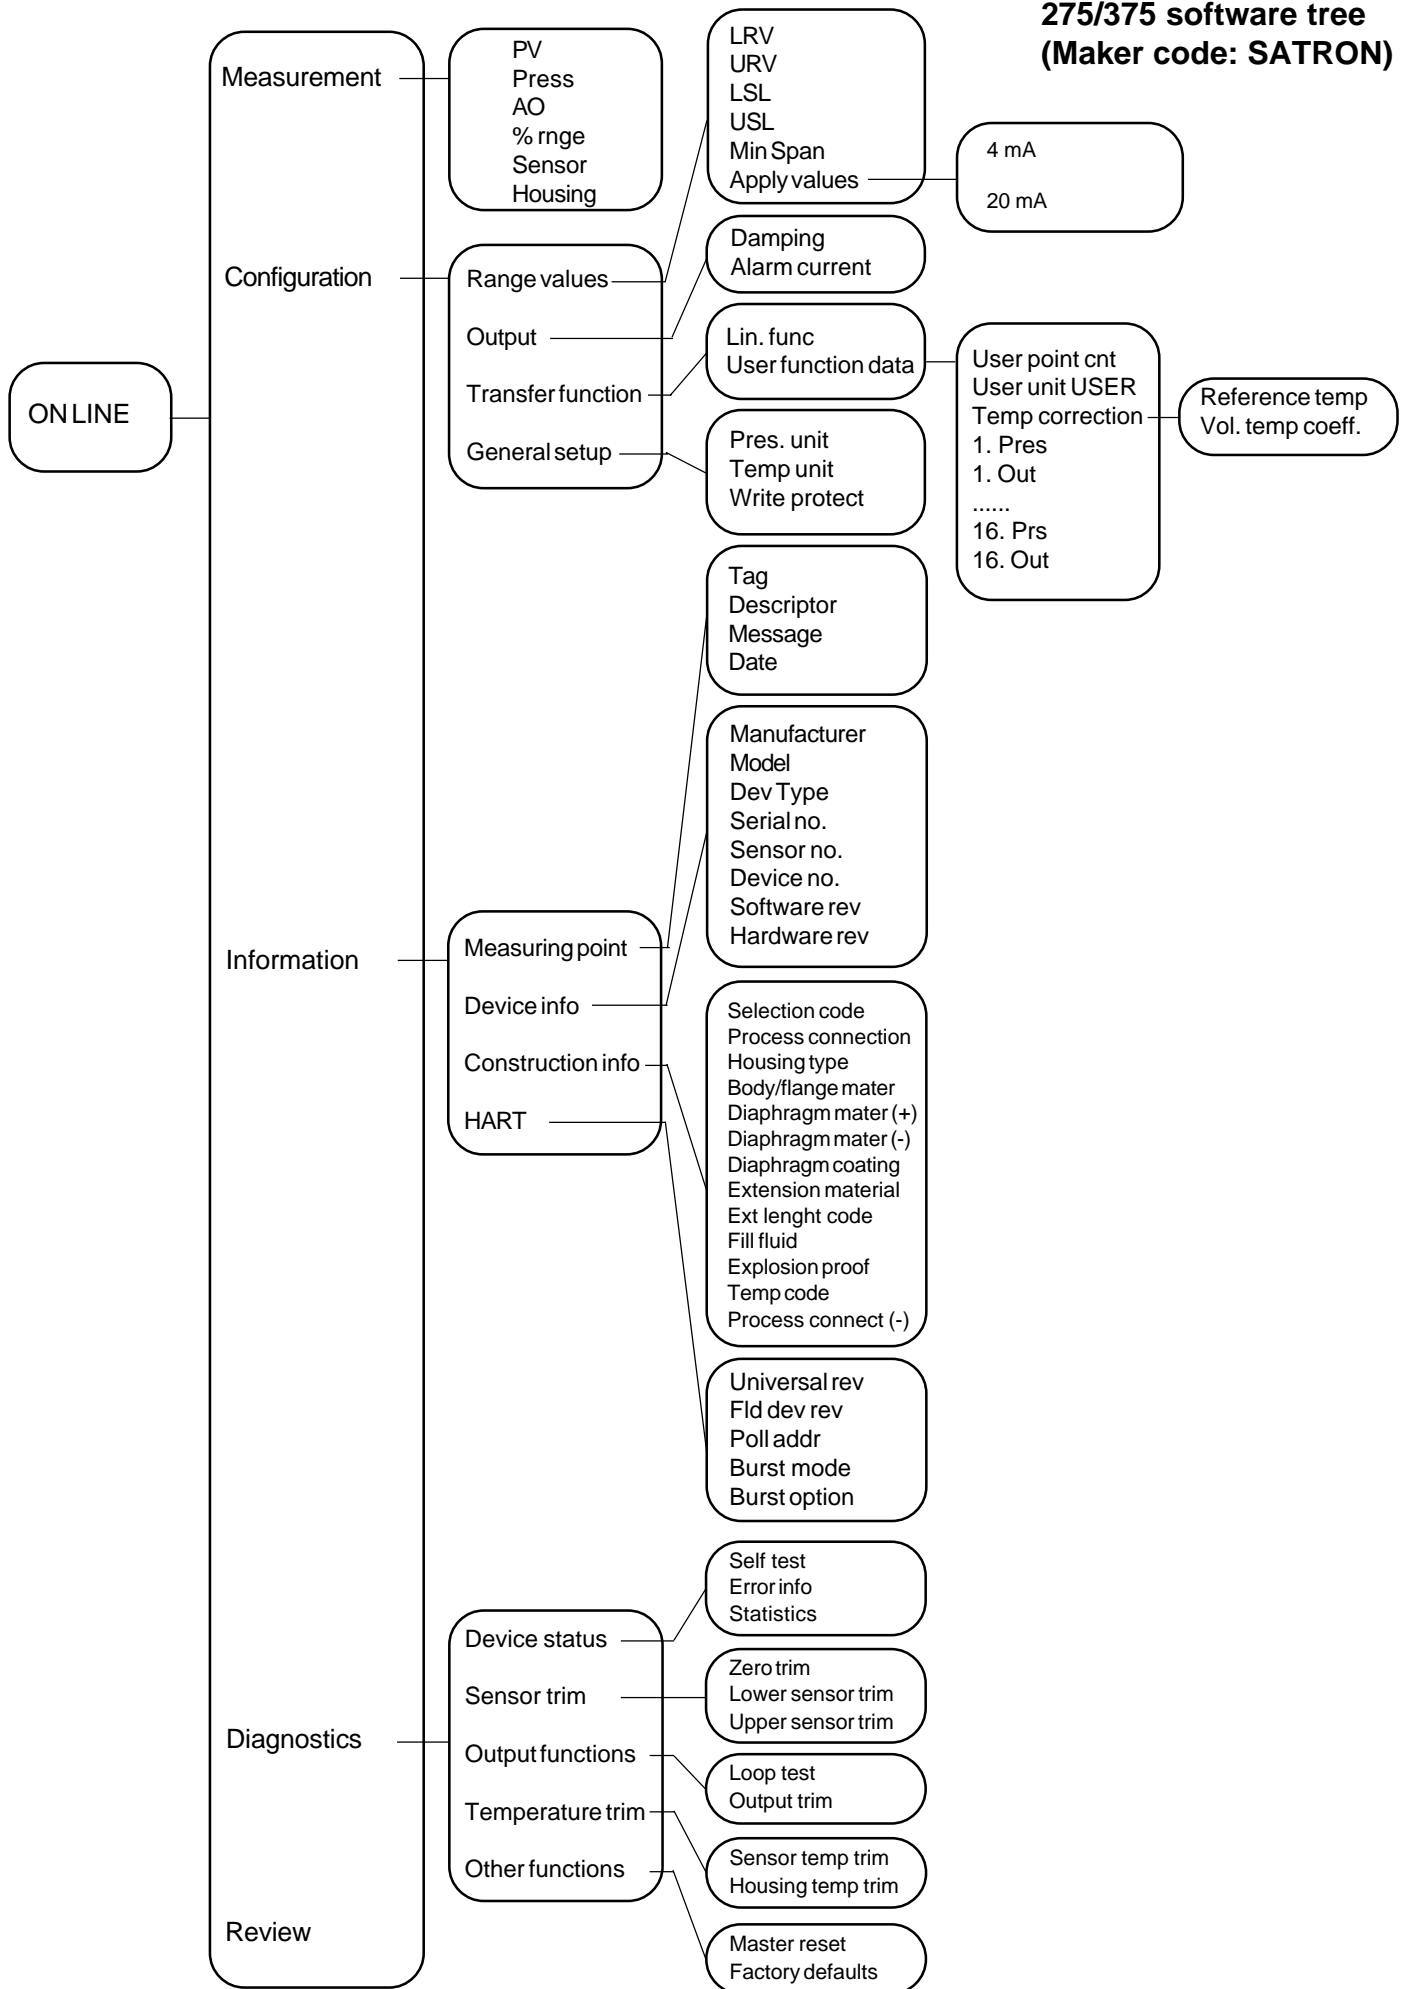 275/375 software tree
(Maker code: SATRON)
ON LINE
Measurement
Configuration
Information
Diagnostics
Review
PV
Press
AO
% rnge
Sensor
Housing
Range values
Output
Transfer function
General setup
LRV
URV
LSL
USL
Min Span
Apply values
4 mA
20 mA
Damping
Alarm current
Lin. func
User function data
User point cnt
User unit USER
Temp correction
1. Pres
1. Out
......
16. Prs
16. Out
Reference temp
Vol. temp coeff.
Pres. unit
Temp unit
Write protect
Measuring point
Device info
Construction info
HART
Tag
Descriptor
Message
Date
Manufacturer
Model
Dev Type
Serial no.
Sensor no.
Device no.
Software rev
Hardware rev
Selection code
Process connection
Housing type
Body/flange mater
Diaphragm mater (+)
Diaphragm mater (-)
Diaphragm coating
Extension material
Ext lenght code
Fill fluid
Explosion proof
Temp code
Process connect (-)
Universal rev
Fld dev rev
Poll addr
Burst mode
Burst option
Device status
Sensor trim
Output functions
Temperature trim
Other functions
Self test
Error info
Statistics
Zero trim
Lower sensor trim
Upper sensor trim
Loop test
Output trim
Sensor temp trim
Housing temp trim
Master reset
Factory defaults